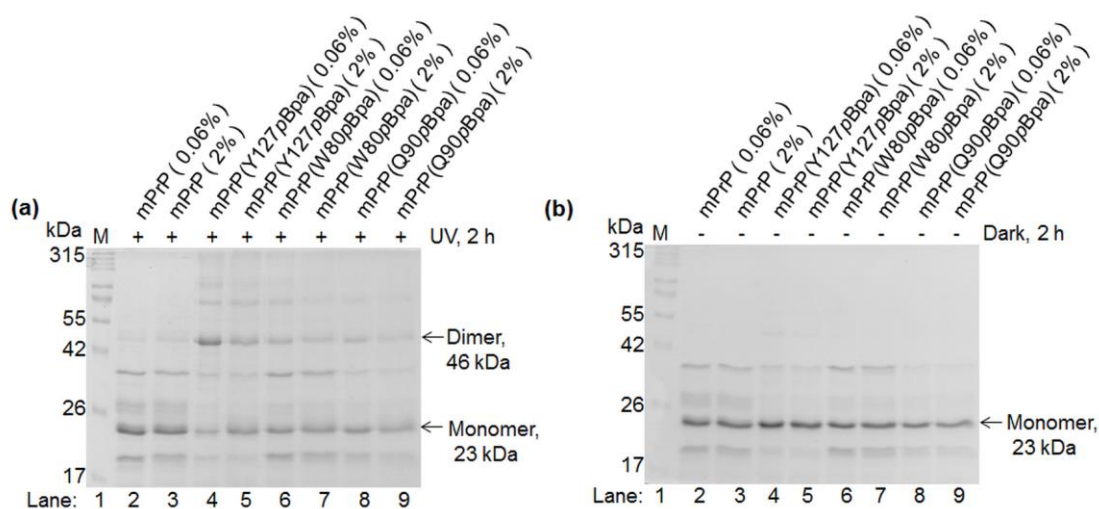 mPrP ( 0.06% )
mPrP ( 2% )
mPrP(Y127pBpa) ( 0.06% )
mPrP(Y127pBpa) ( 2% )
mPrP(W80pBpa) ( 0.06% )
mPrP(W80pBpa) ( 2% )
mPrP(Q90pBpa) ( 0.06% )
mPrP(Q90pBpa) ( 2% )
(a)
kDa
M + + + + + + + + UV, 2 h
315
55
42
26
17
←Dimer,
46 kDa
←Monomer,
23 kDa
Lane: 1 2 3 4 5 6 7 8 9
mPrP ( 0.06% )
mPrP ( 2% )
mPrP(Y127pBpa) ( 0.06% )
mPrP(Y127pBpa) ( 2% )
mPrP(W80pBpa) ( 0.06% )
mPrP(W80pBpa) ( 2% )
mPrP(Q90pBpa) ( 0.06% )
mPrP(Q90pBpa) ( 2% )
(b)
kDa
M - - - - - - - - Dark, 2 h
315
55
42
26
17
←Monomer,
23 kDa
Lane: 1 2 3 4 5 6 7 8 9